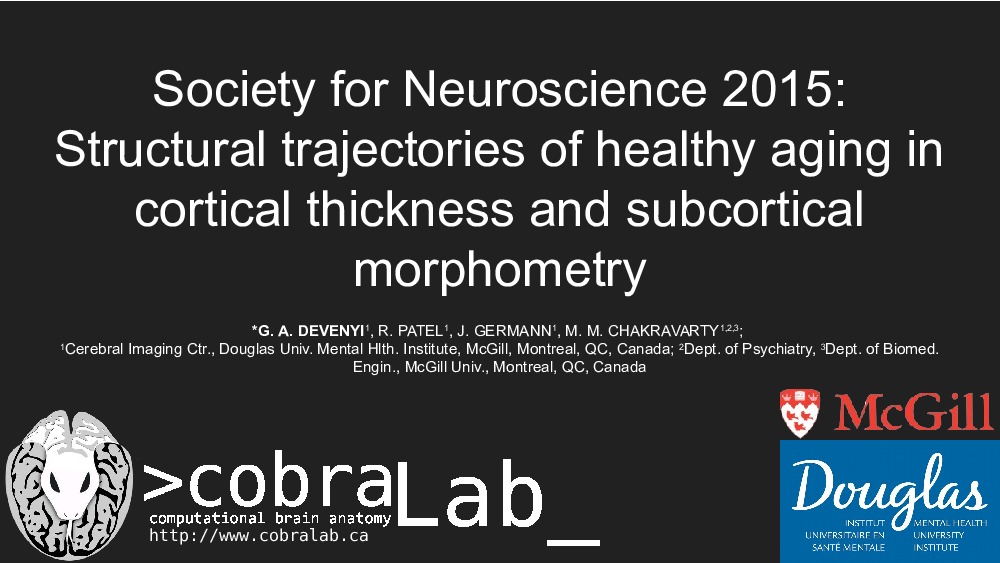 Society for Neuroscience 2015:
Structural trajectories of healthy aging in
cortical thickness and subcortical
morphometry
*G. A. DEVENYI¹, R. PATEL¹, J. GERMANN¹, M. M. CHAKRAVARTY¹,²,³;
¹Cerebral Imaging Ctr., Douglas Univ. Mental Hlth. Institute, McGill, Montreal, QC, Canada; ²Dept. of Psychiatry, ³Dept. of Biomed.
Engin., McGill Univ., Montreal, QC, Canada
McGill
>cobraLab_
computational brain anatomy
http://www.cobralab.ca
Douglas
INSTITUT
UNIVERSITAIRE EN
SANTÉ MENTALE
MENTAL HEALTH
UNIVERSITY
INSTITUTE